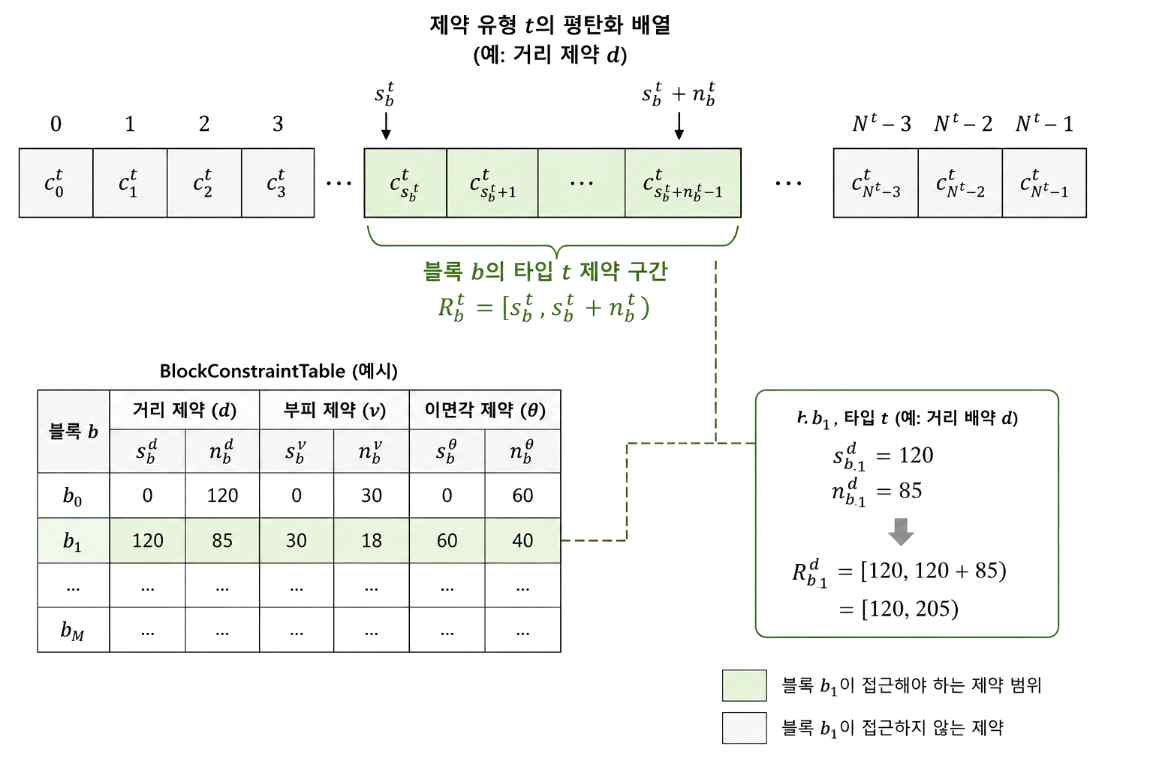 제약 유형 t의 평탄화 배열
(예: 거리 제약 d)
s_b^t s_b^t + n_b^t
0 1 2 3 N^t − 3 N^t − 2 N^t − 1
c_0^t c_1^t c_2^t c_3^t ⋯ c_{s_b^t}^t c_{s_b^t+1}^t ⋯ c_{s_b^t+n_b^t−1}^t ⋯ c_{N^t−3}^t c_{N^t−2}^t c_{N^t−1}^t
블록 b의 타입 t 제약 구간
R_b^t = [s_b^t, s_b^t + n_b^t)
BlockConstraintTable (예시)
블록 b 거리 제약 (d) 부피 제약 (v) 이면각 제약 (θ)
s_b^d n_b^d s_b^v n_b^v s_b^θ n_b^θ
b_0 0 120 0 30 0 60
b_1 120 85 30 18 60 40
... ... ... ... ... ... ...
b_M ... ... ... ... ... ...
b_1, 타입 t (예: 거리 배약 d)
s_{b.1}^d = 120
n_{b.1}^d = 85
R_{b 1}^d = [120, 120 + 85)
= [120, 205)
블록 b_1이 접근해야 하는 제약 범위
블록 b_1이 접근하지 않는 제약